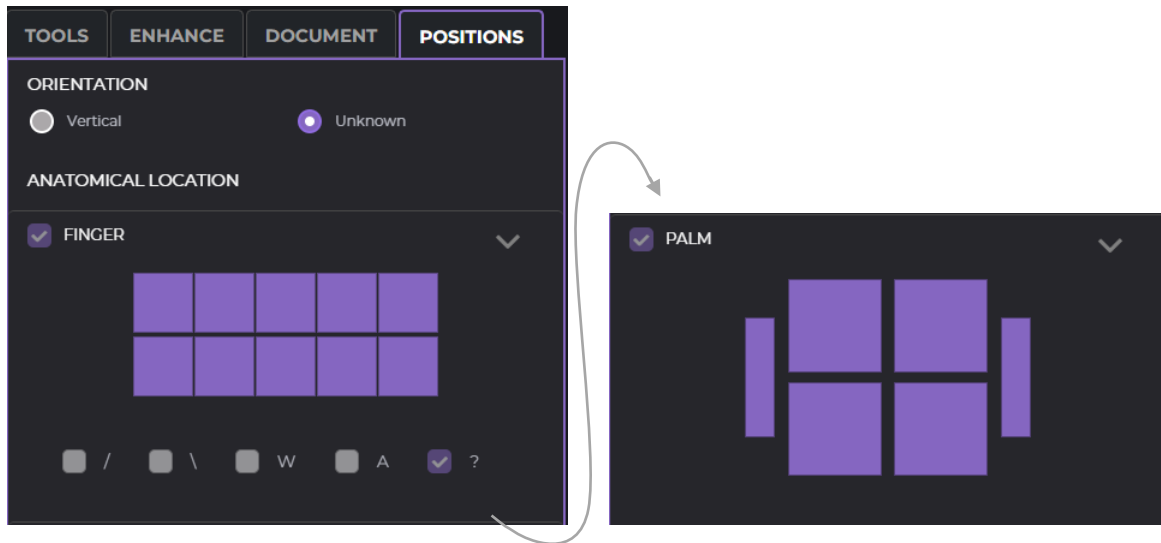 TOOLS ENHANCE DOCUMENT POSITIONS
ORIENTATION
Vertical Unknown
ANATOMICAL LOCATION
FINGER
/ \ W A ?
PALM